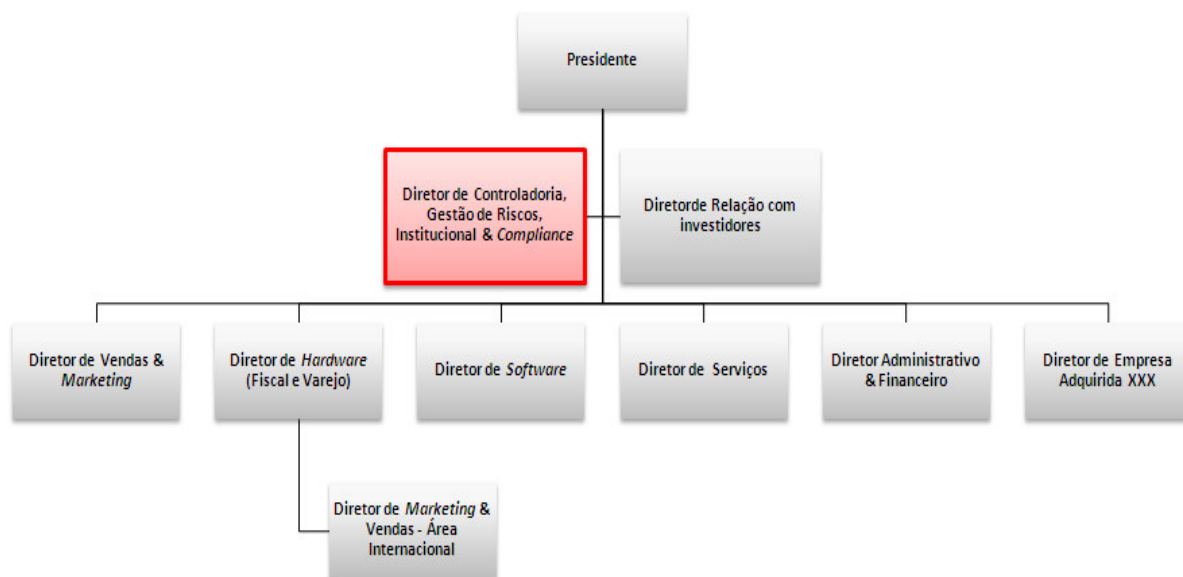 Presidente
Diretor de Controladoria,
Gestão de Riscos,
Institucional & Compliance
Diretorde Relação com
investidores
Diretor de Vendas &
Marketing
Diretor de Hardware
(Fiscal e Varejo)
Diretor de Software
Diretor de Serviços
Diretor Administrativo
& Financeiro
Diretor de Empresa
Adquirida XXX
Diretor de Marketing &
Vendas - Área
Internacional